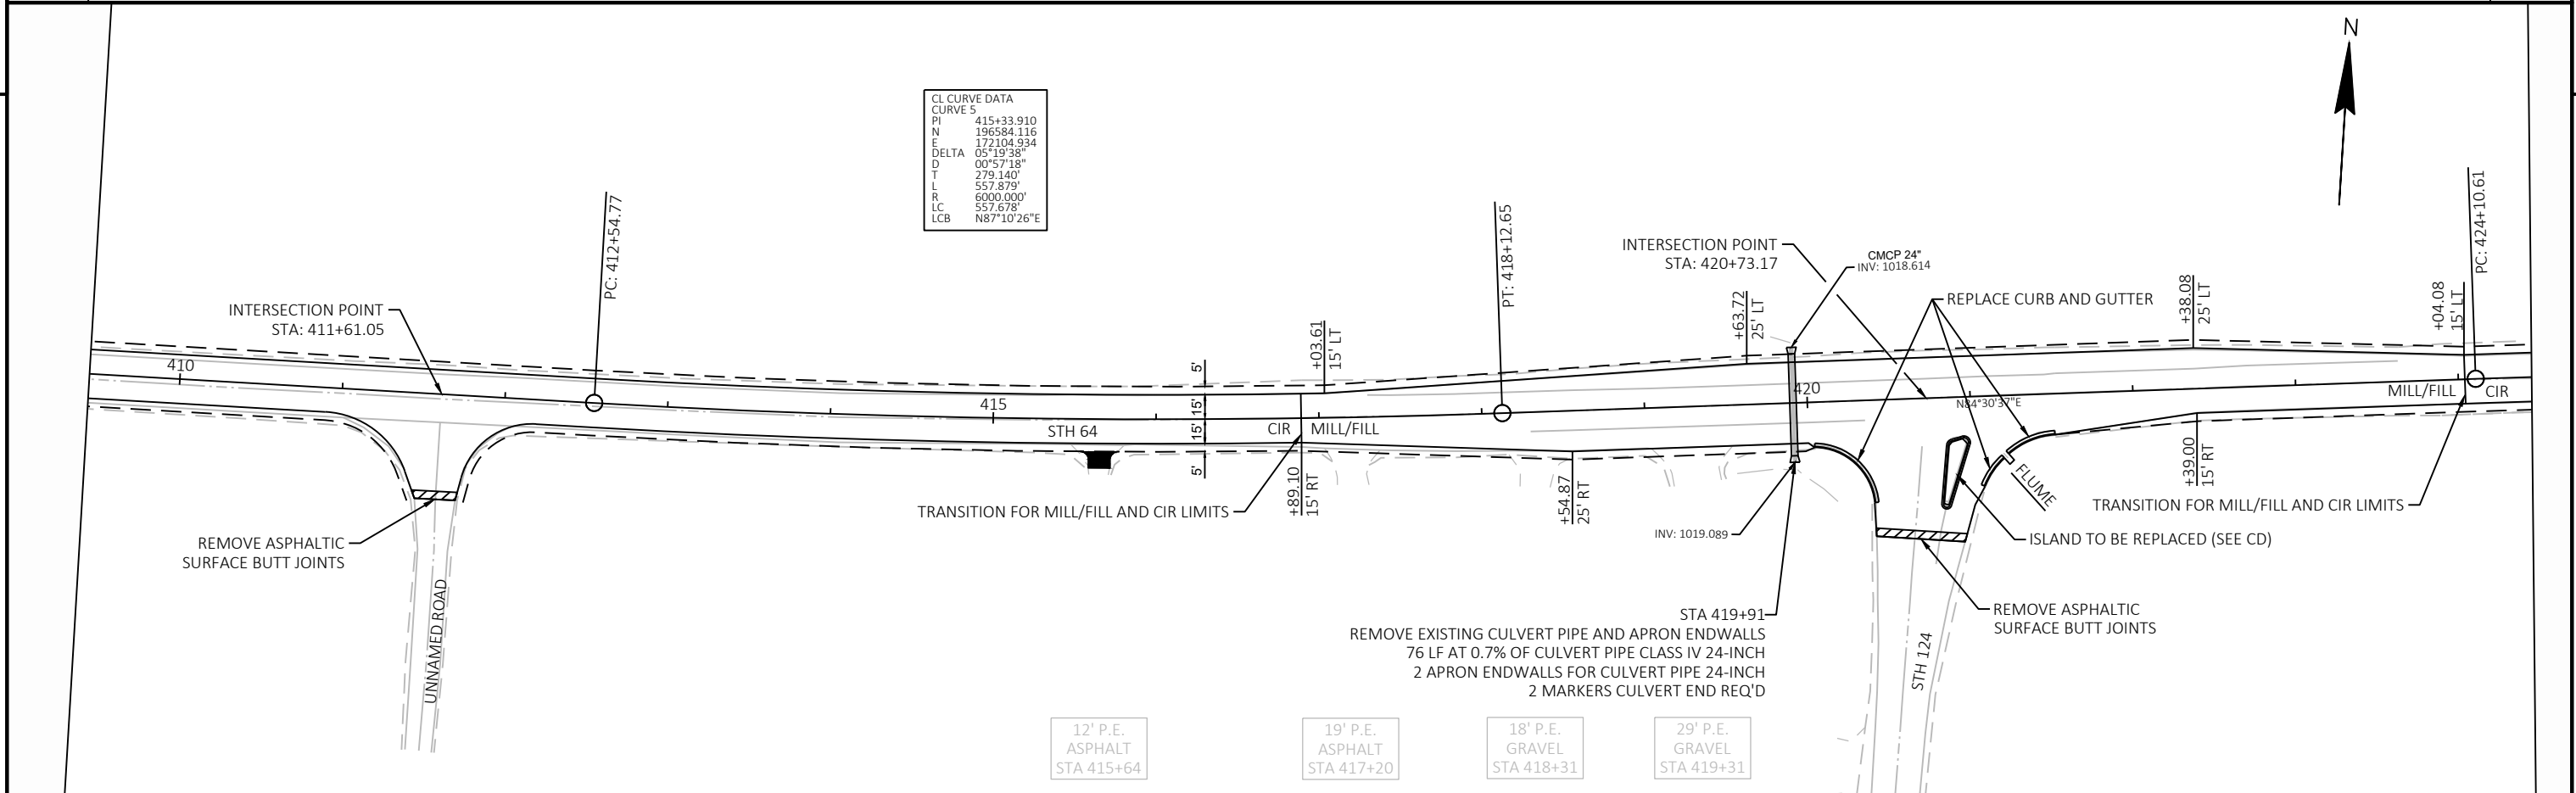 N
CL CURVE DATA
CURVE 5
PI 415+33.910
N 196584.116
E 172104.934
DELTA 05°19'38"
D 00°57'18"
T 279.140'
L 557.879'
R 6000.000'
LC 557.678'
LCB N87°10'26"E
PC: 412+54.77
PT: 418+12.65
PC: 424+10.61
INTERSECTION POINT
STA: 411+61.05
INTERSECTION POINT
STA: 420+73.17
CMCP 24"
INV: 1018.614
REPLACE CURB AND GUTTER
+03.61
15' LT
+63.72
25' LT
+38.08
25' LT
+04.08
15' LT
410
415
420
5'
15'
15'
5'
STH 64
CIR
MILL/FILL
N84°30'37"E
MILL/FILL
CIR
+89.10
15' RT
+54.87
25' RT
+39.00
15' RT
FLUME
TRANSITION FOR MILL/FILL AND CIR LIMITS
TRANSITION FOR MILL/FILL AND CIR LIMITS
INV: 1019.089
ISLAND TO BE REPLACED (SEE CD)
REMOVE ASPHALTIC
SURFACE BUTT JOINTS
UNNAMED ROAD
STA 419+91
REMOVE EXISTING CULVERT PIPE AND APRON ENDWALLS
76 LF AT 0.7% OF CULVERT PIPE CLASS IV 24-INCH
2 APRON ENDWALLS FOR CULVERT PIPE 24-INCH
2 MARKERS CULVERT END REQ'D
REMOVE ASPHALTIC
SURFACE BUTT JOINTS
STH 124
12' P.E.
ASPHALT
STA 415+64
19' P.E.
ASPHALT
STA 417+20
18' P.E.
GRAVEL
STA 418+31
29' P.E.
GRAVEL
STA 419+31